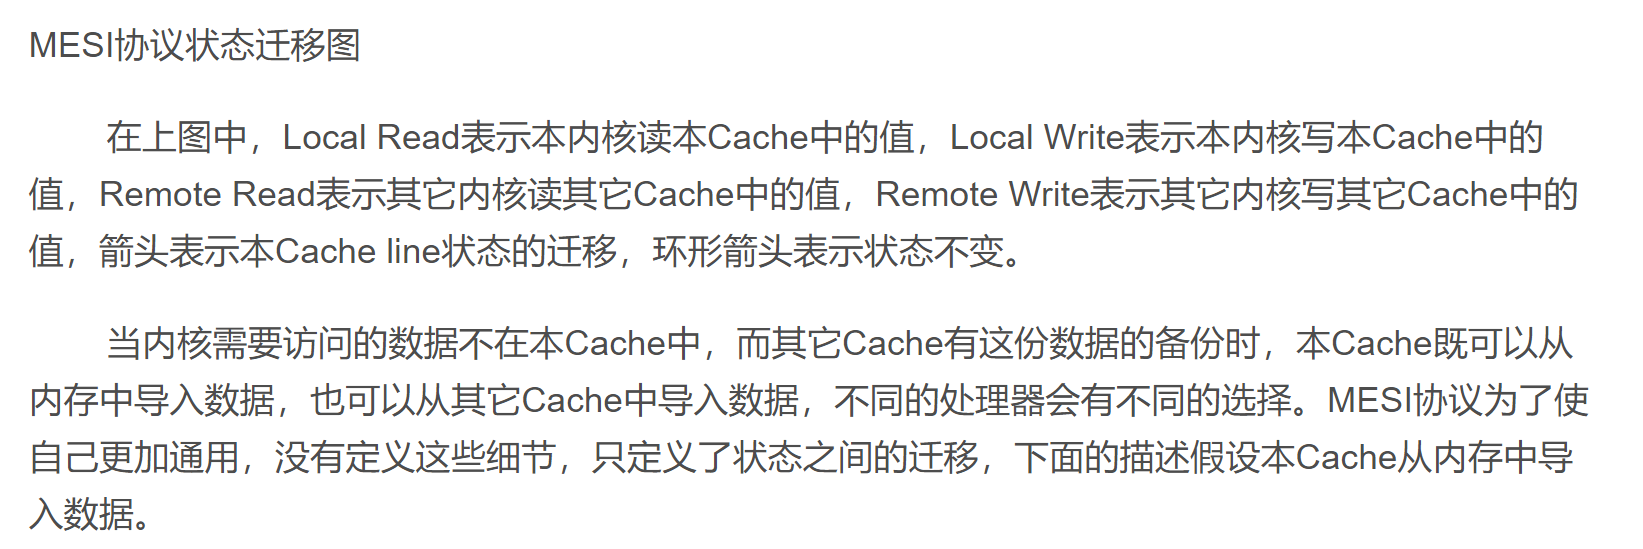 MESI协议状态迁移图
在上图中，Local Read表示本内核读本Cache中的值，Local Write表示本内核写本Cache中的
值，Remote Read表示其它内核读其它Cache中的值，Remote Write表示其它内核写其它Cache中的
值，箭头表示本Cache line状态的迁移，环形箭头表示状态不变。
当内核需要访问的数据不在本Cache中，而其它Cache有这份数据的备份时，本Cache既可以从
内存中导入数据，也可以从其它Cache中导入数据，不同的处理器会有不同的选择。MESI协议为了使
自己更加通用，没有定义这些细节，只定义了状态之间的迁移，下面的描述假设本Cache从内存中导
入数据。